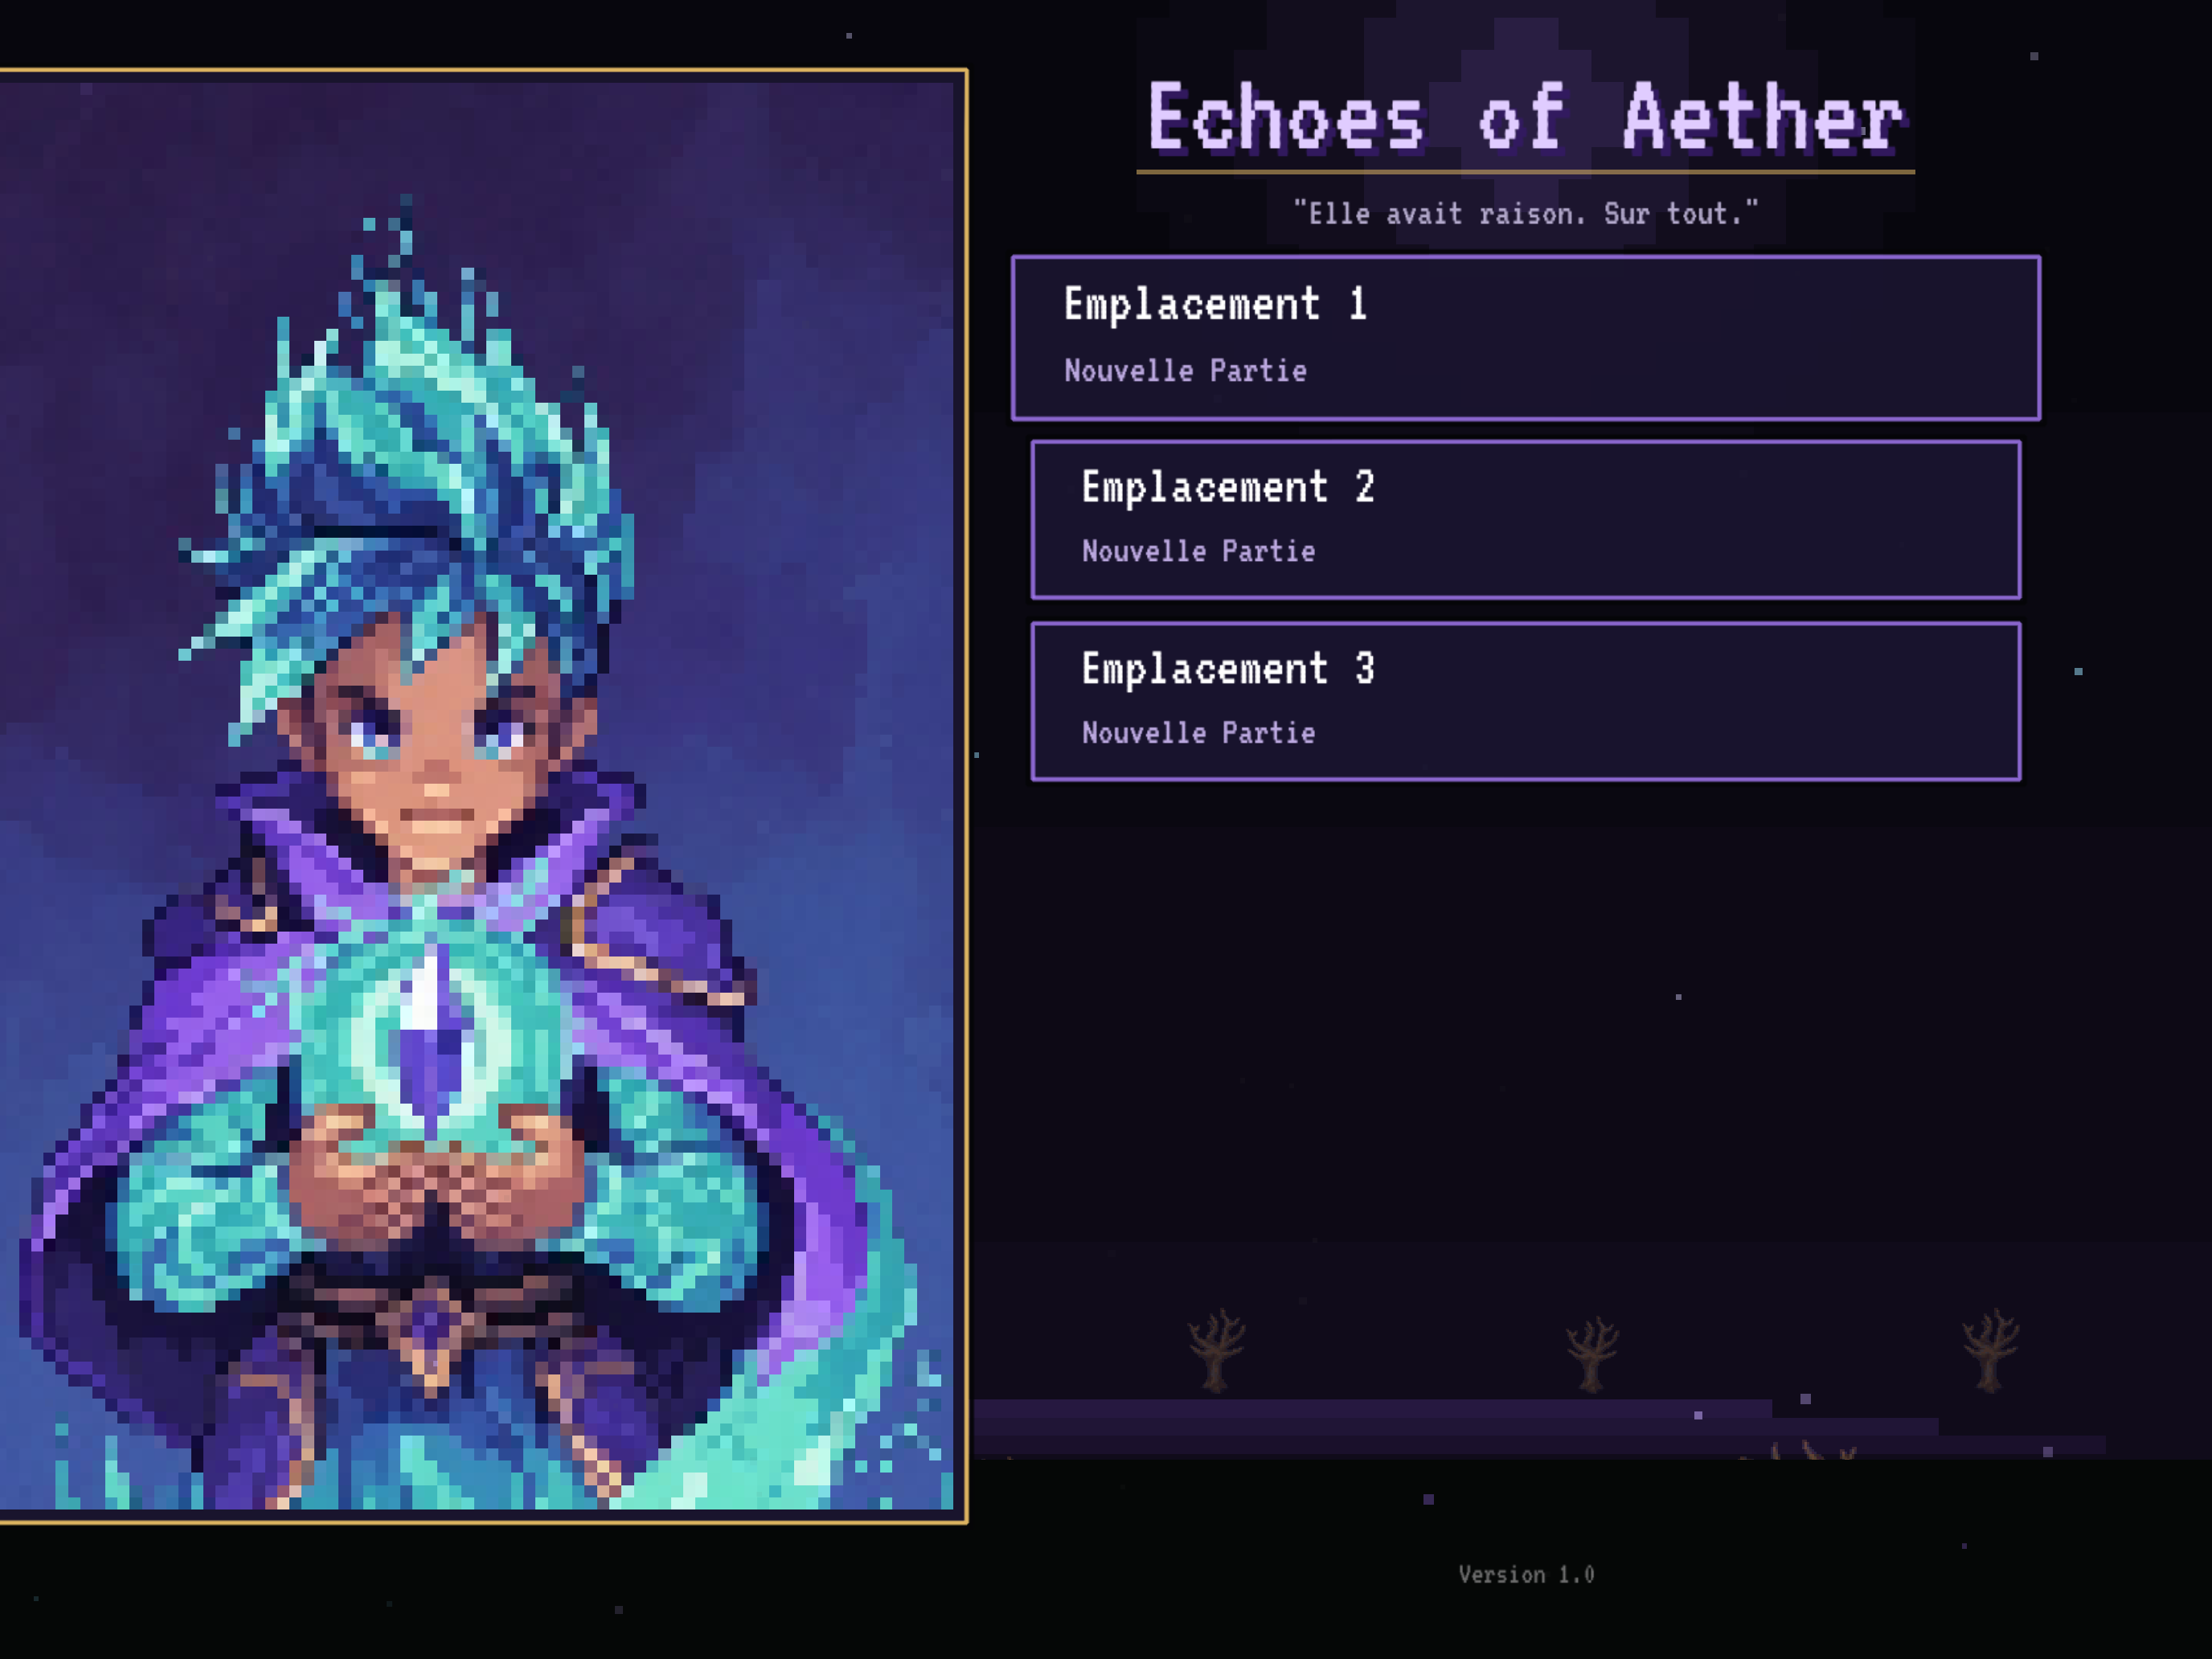 Echoes of Aether
"Elle avait raison. Sur tout."
Emplacement 1
Nouvelle Partie
Emplacement 2
Nouvelle Partie
Emplacement 3
Nouvelle Partie
Version 1.0